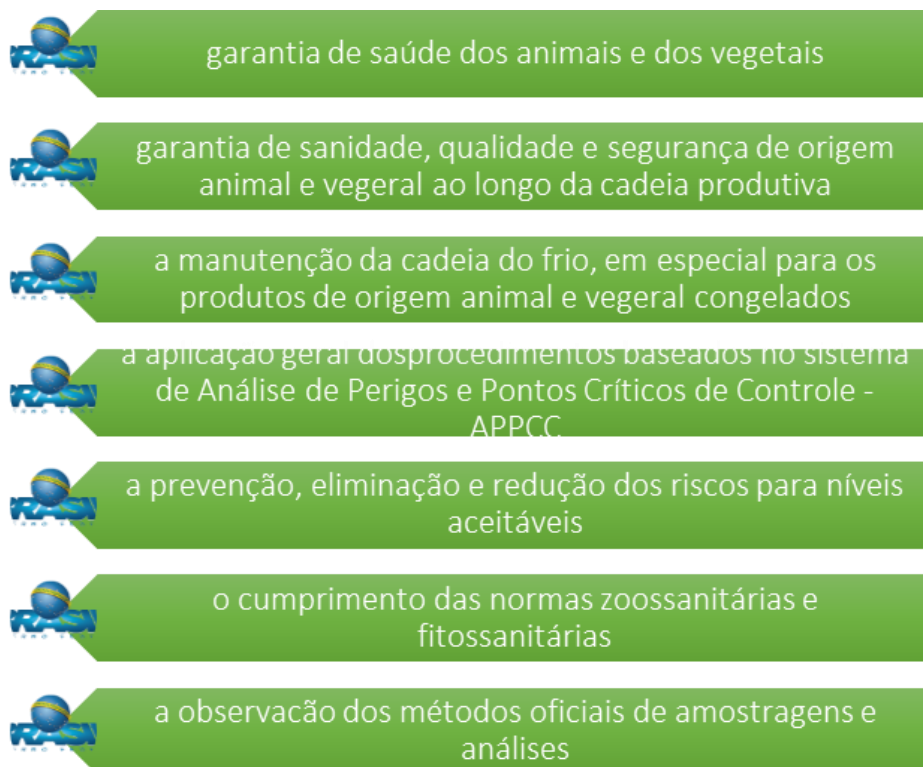 garantia de saúde dos animais e dos vegetais
garantia de sanidade, qualidade e segurança de origem
animal e vegeral ao longo da cadeia produtiva
a manutenção da cadeia do frio, em especial para os
produtos de origem animal e vegeral congelados
a aplicação geral dosprocedimentos baseados no sistema
de Análise de Perigos e Pontos Críticos de Controle -
APPCC
a prevenção, eliminação e redução dos riscos para níveis
aceitáveis
o cumprimento das normas zoossanitárias e
fitossanitárias
a observacão dos métodos oficiais de amostragens e
análises